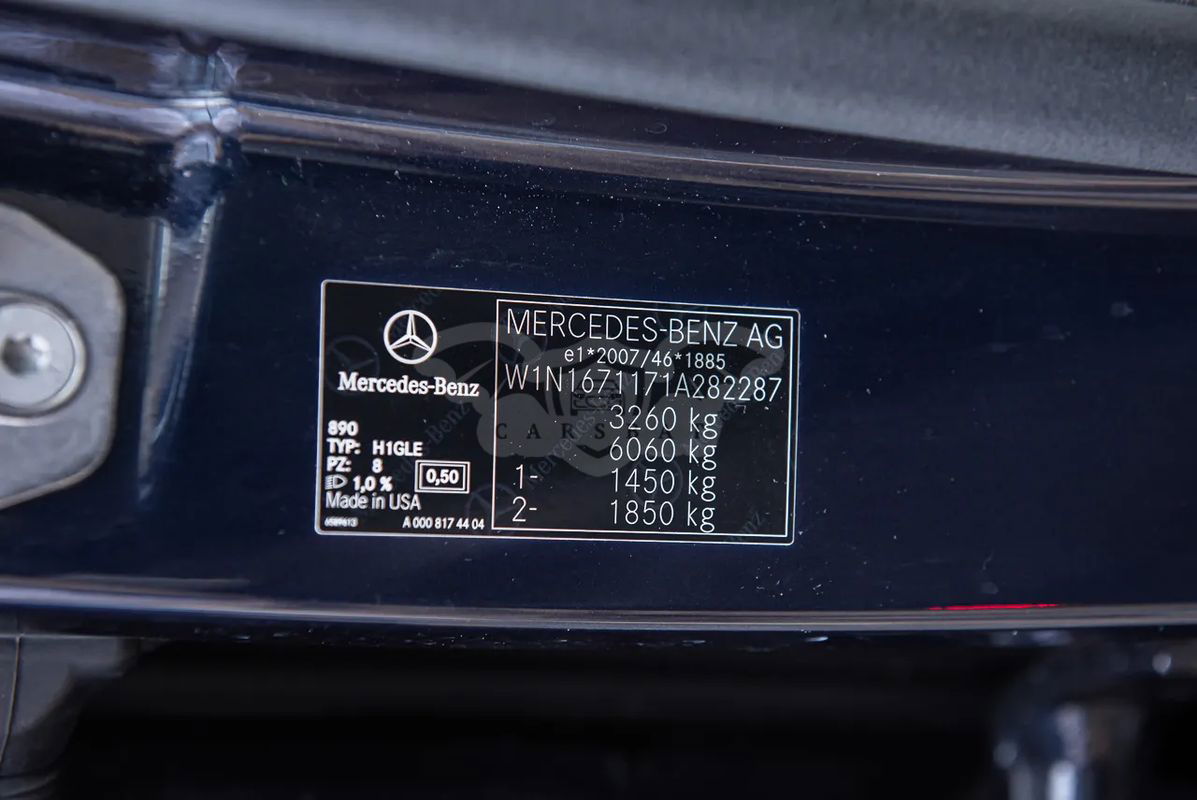 Mercedes-Benz
890
TYP: H1GLE
PZ: 8
1,0 %
0,50
Made in USA
6589613
A 000 817 44 04
MERCEDES-BENZ AG
e1*2007/46*1885
W1N1671171A282287
3260 kg
6060 kg
1- 1450 kg
2- 1850 kg